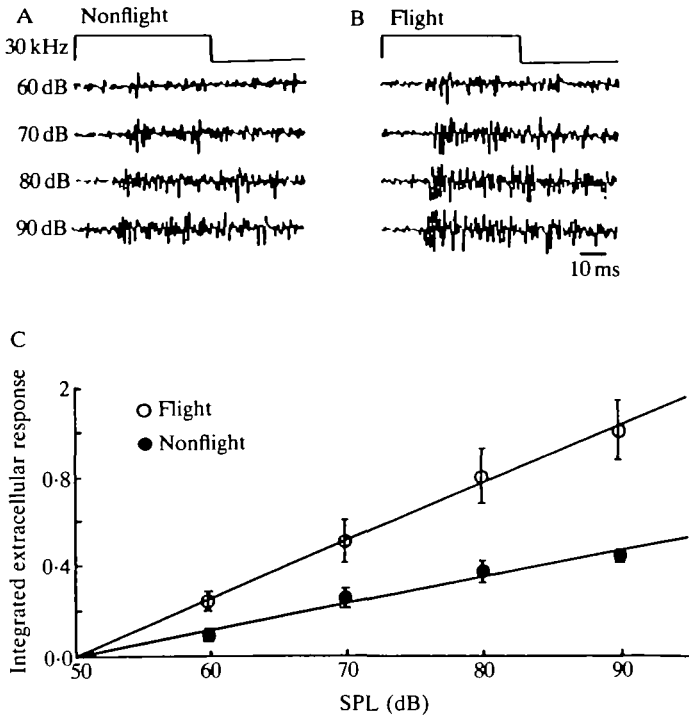 A Nonflight
B Flight
30 kHz
60 dB
70 dB
80 dB
90 dB
10 ms
C
Integrated extracellular response
2
0·8
0·4
0·0
Flight
Nonflight
50 60 70 80 90
SPL (dB)